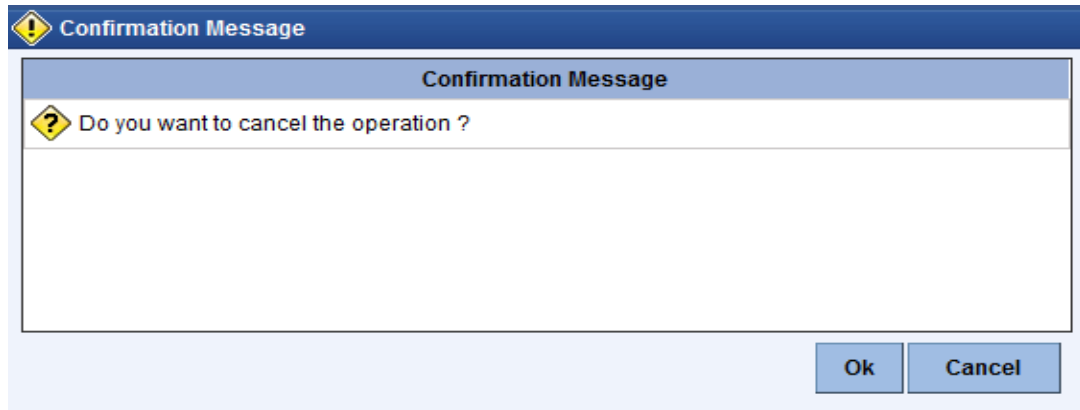 Confirmation Message
Confirmation Message
Do you want to cancel the operation ?
Ok Cancel